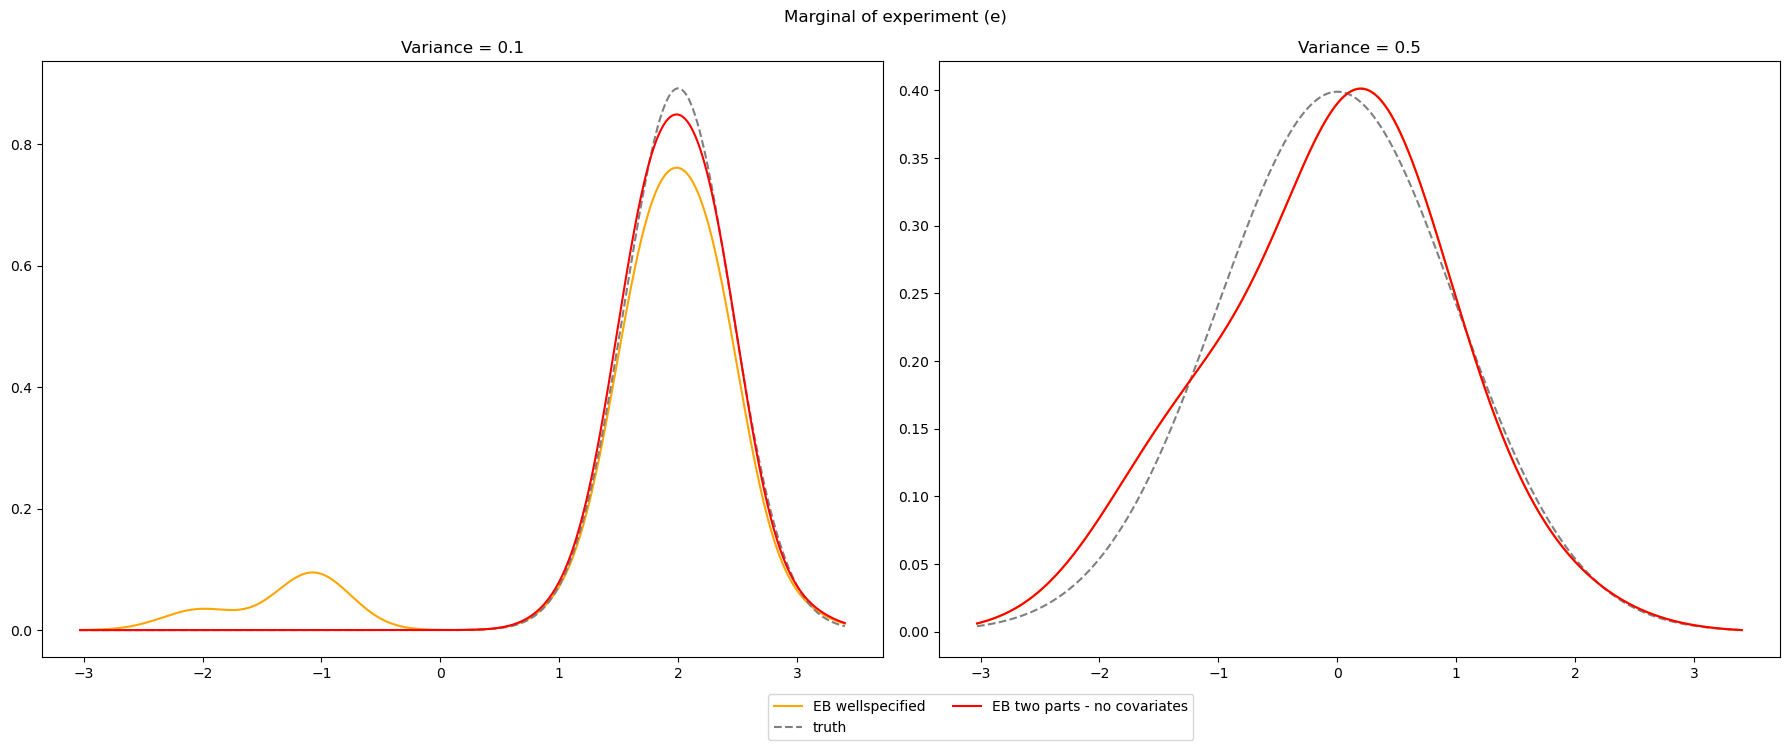 Marginal of experiment (e)
Variance = 0.1
Variance = 0.5
0.8
0.6
0.4
0.2
0.0
−3 −2 −1 0 1 2 3
0.40
0.35
0.30
0.25
0.20
0.15
0.10
0.05
0.00
−3 −2 −1 0 1 2 3
EB wellspecified
truth
EB two parts - no covariates